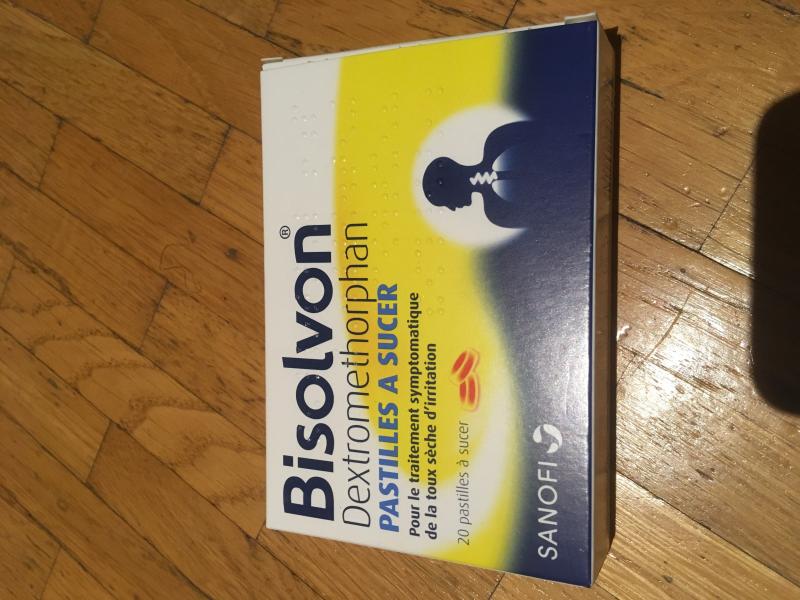 Bisolvon®
Dextromethorphan
PASTILLES A SUCER
Pour le traitement symptomatique
de la toux sèche d'irritation
20 pastilles à sucer
SANOFI